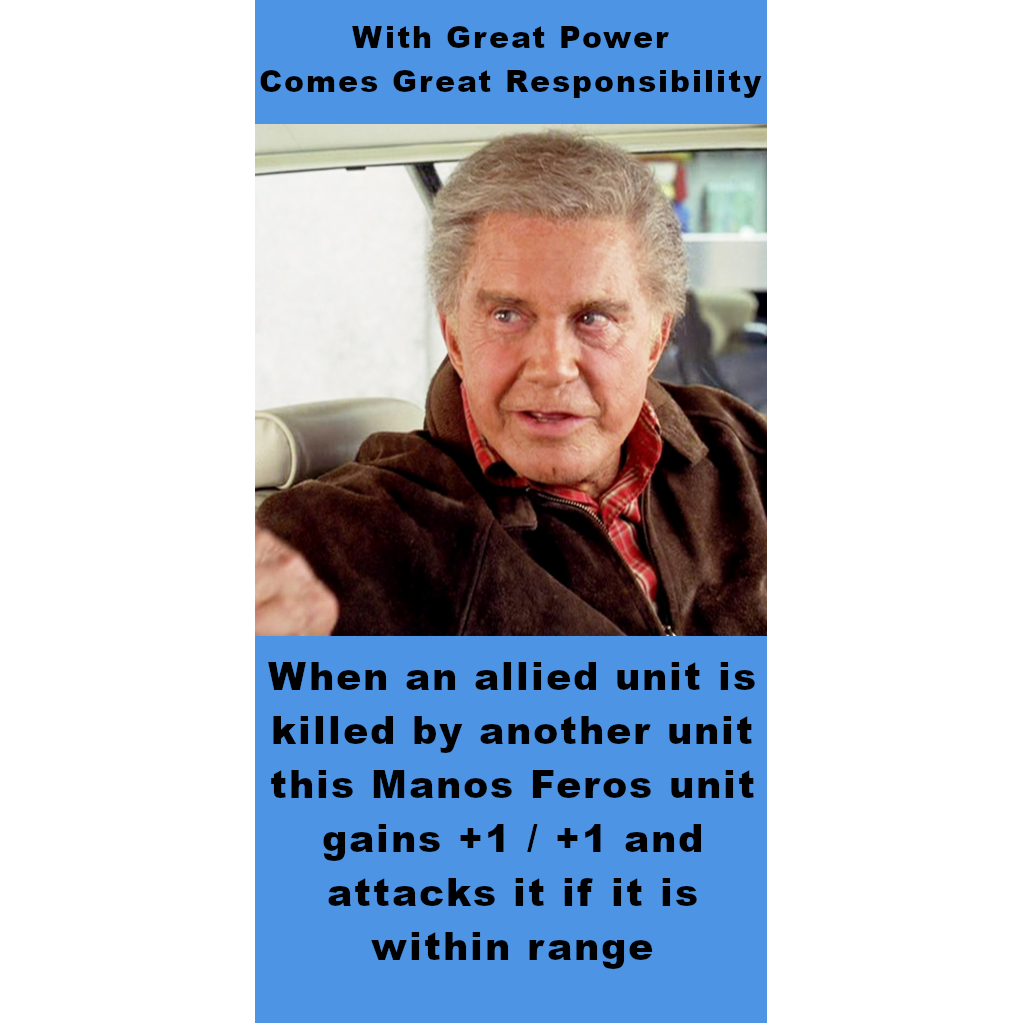 With Great Power
Comes Great Responsibility
When an allied unit is
killed by another unit
this Manos Feros unit
gains +1 / +1 and
attacks it if it is
within range